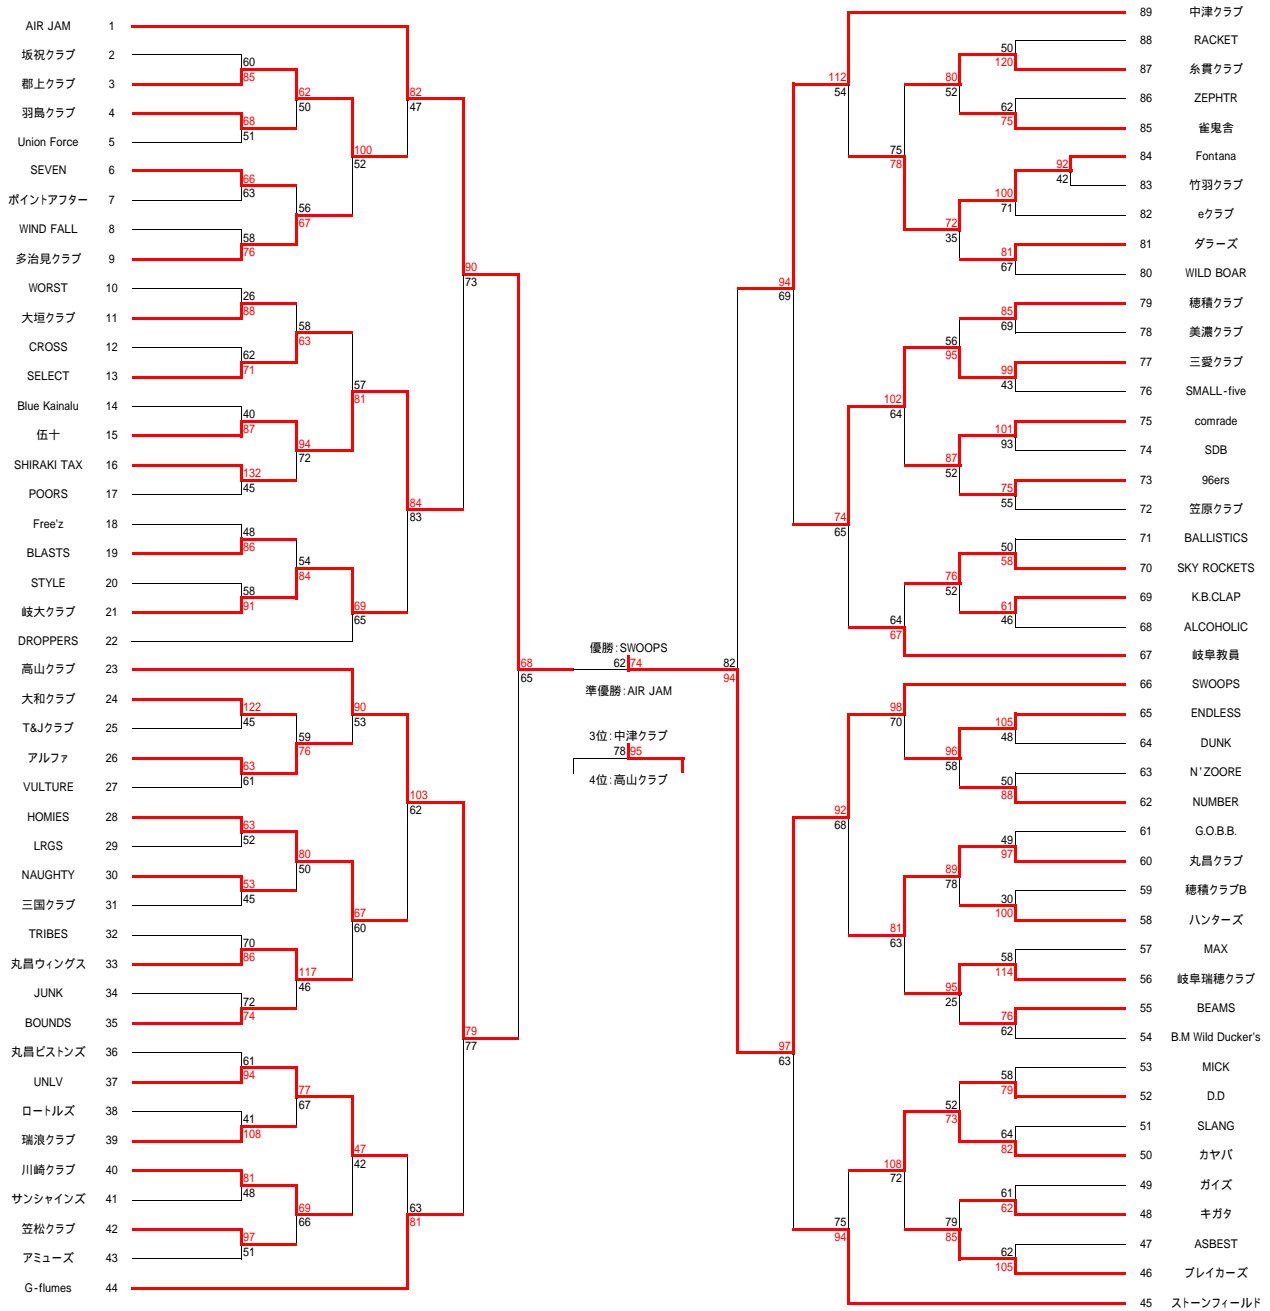 AIR JAM 1
坂祝クラブ 2
60
85
郡上クラブ 3
62
50
羽島クラブ 4
68
51
Union Force 5
82
47
100
52
SEVEN 6
66
63
ポイントアフター 7
56
67
WIND FALL 8
58
76
多治見クラブ 9
90
73
WORST 10
26
88
大垣クラブ 11
58
63
CROSS 12
62
71
SELECT 13
57
81
Blue Kainalu 14
40
87
伍十 15
94
72
SHIRAKI TAX 16
132
45
POORS 17
84
83
Free'z 18
48
86
BLASTS 19
54
84
STYLE 20
58
91
岐大クラブ 21
69
65
DROPPERS 22
68
65
高山クラブ 23
90
53
大和クラブ 24
122
45
T&Jクラブ 25
59
76
アルファ 26
63
61
VULTURE 27
103
62
HOMIES 28
63
52
LRGS 29
80
50
NAUGHTY 30
53
45
三国クラブ 31
67
60
TRIBES 32
70
86
丸昌ウィングス 33
117
46
JUNK 34
72
74
BOUNDS 35
79
77
丸昌ピストンズ 36
61
94
UNLV 37
77
67
ロートルズ 38
41
108
瑞浪クラブ 39
47
42
川崎クラブ 40
81
48
サンシャインズ 41
69
66
笠松クラブ 42
97
51
アミューズ 43
63
81
G-flumes 44
優勝:SWOOPS
62 74
準優勝:AIR JAM
3位:中津クラブ
78 95
4位:高山クラブ
89 中津クラブ
112
54
88 RACKET
50
120
87 糸貫クラブ
80
52
86 ZEPHTR
62
75
85 雀鬼舎
75
78
84 Fontana
92
42
83 竹羽クラブ
100
71
82 eクラブ
72
35
81 ダラーズ
81
67
80 WILD BOAR
94
69
79 穂積クラブ
85
69
78 美濃クラブ
56
95
77 三愛クラブ
99
43
76 SMALL-five
102
64
75 comrade
101
93
74 SDB
87
52
73 96ers
75
55
72 笠原クラブ
74
65
71 BALLISTICS
50
58
70 SKY ROCKETS
76
52
69 K.B.CLAP
61
46
68 ALCOHOLIC
64
67
67 岐阜教員
82
94
66 SWOOPS
98
70
65 ENDLESS
105
48
64 DUNK
96
58
63 N'ZOORE
50
88
62 NUMBER
92
68
61 G.O.B.B.
49
97
60 丸昌クラブ
89
78
59 穂積クラブB
30
100
58 ハンターズ
81
63
57 MAX
58
114
56 岐阜瑞穂クラブ
95
25
55 BEAMS
76
62
54 B.M Wild Ducker's
97
63
53 MICK
58
79
52 D.D
52
73
51 SLANG
64
82
50 カヤバ
108
72
49 ガイズ
61
62
48 キガタ
79
85
47 ASBEST
62
105
46 ブレイカーズ
75
94
45 ストーンフィールド